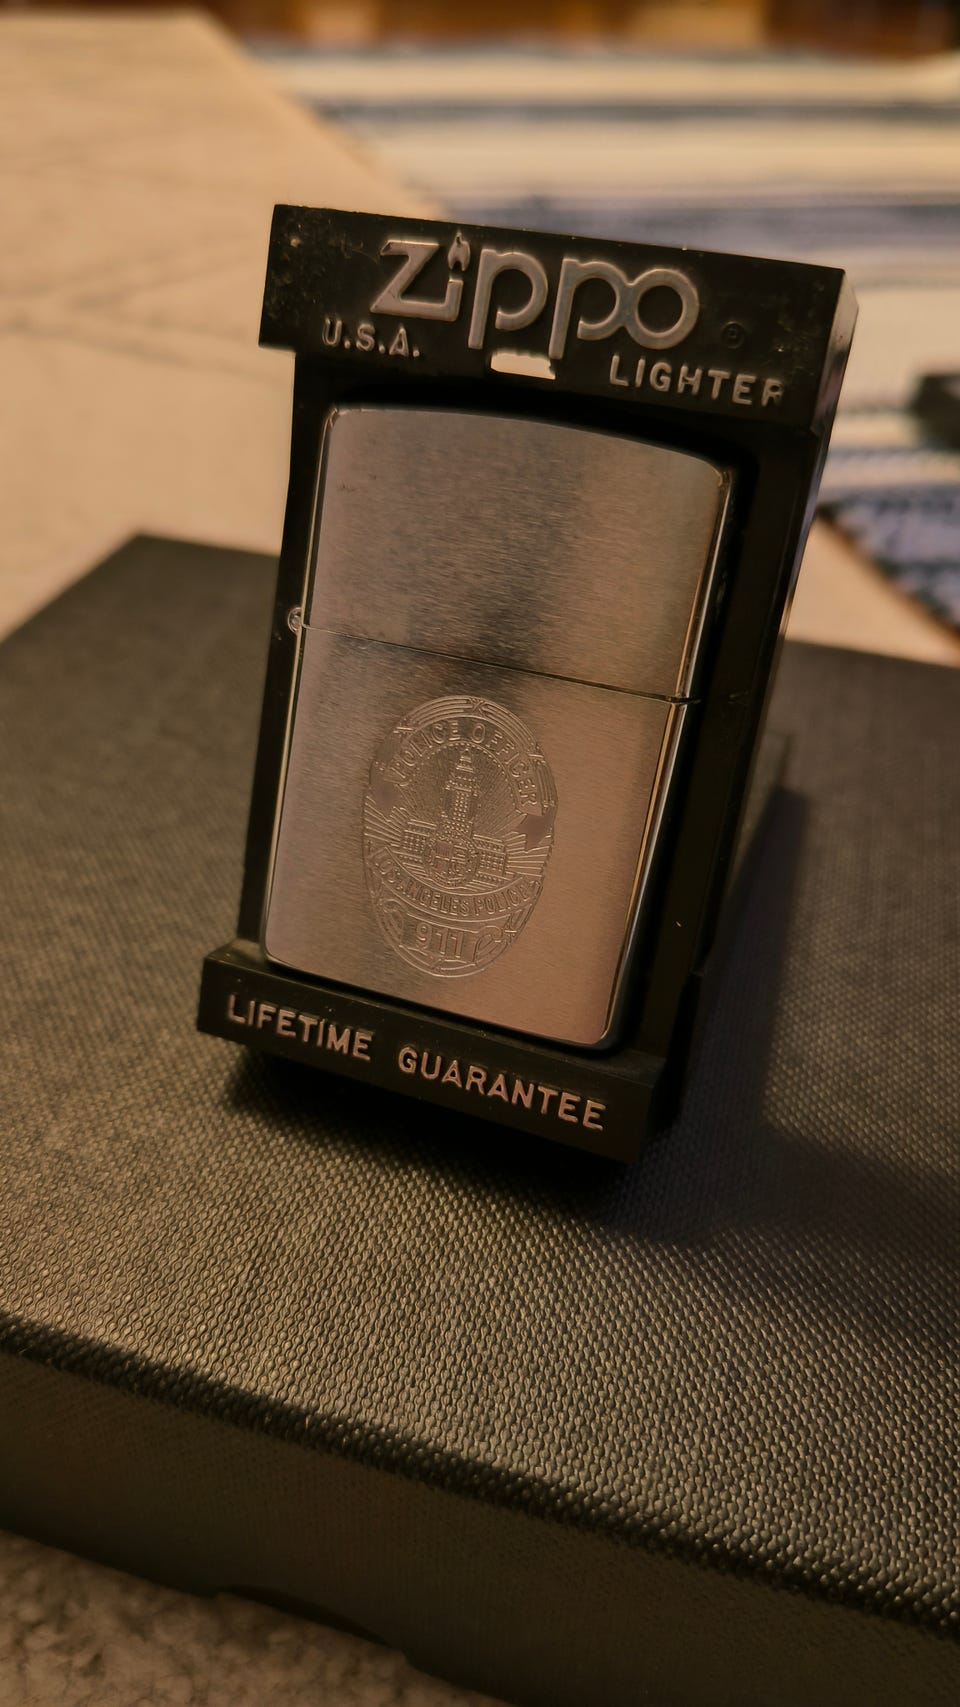 Zippo
U.S.A.
LIGHTER
POLICE OFFICER
LOS ANGELES POLICE
911
LIFETIME GUARANTEE